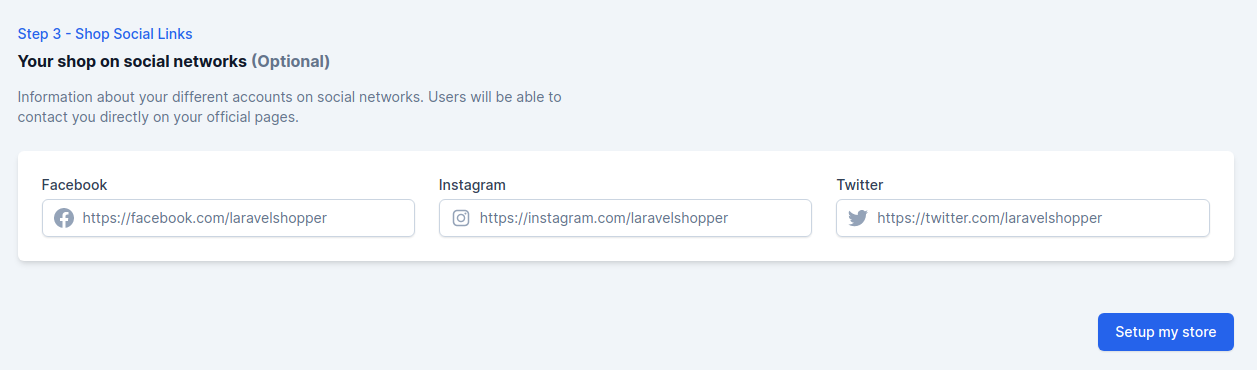 Step 3 - Shop Social Links
Your shop on social networks (Optional)
Information about your different accounts on social networks. Users will be able to
contact you directly on your official pages.
Facebook
https://facebook.com/laravelshopper
Instagram
https://instagram.com/laravelshopper
Twitter
https://twitter.com/laravelshopper
Setup my store